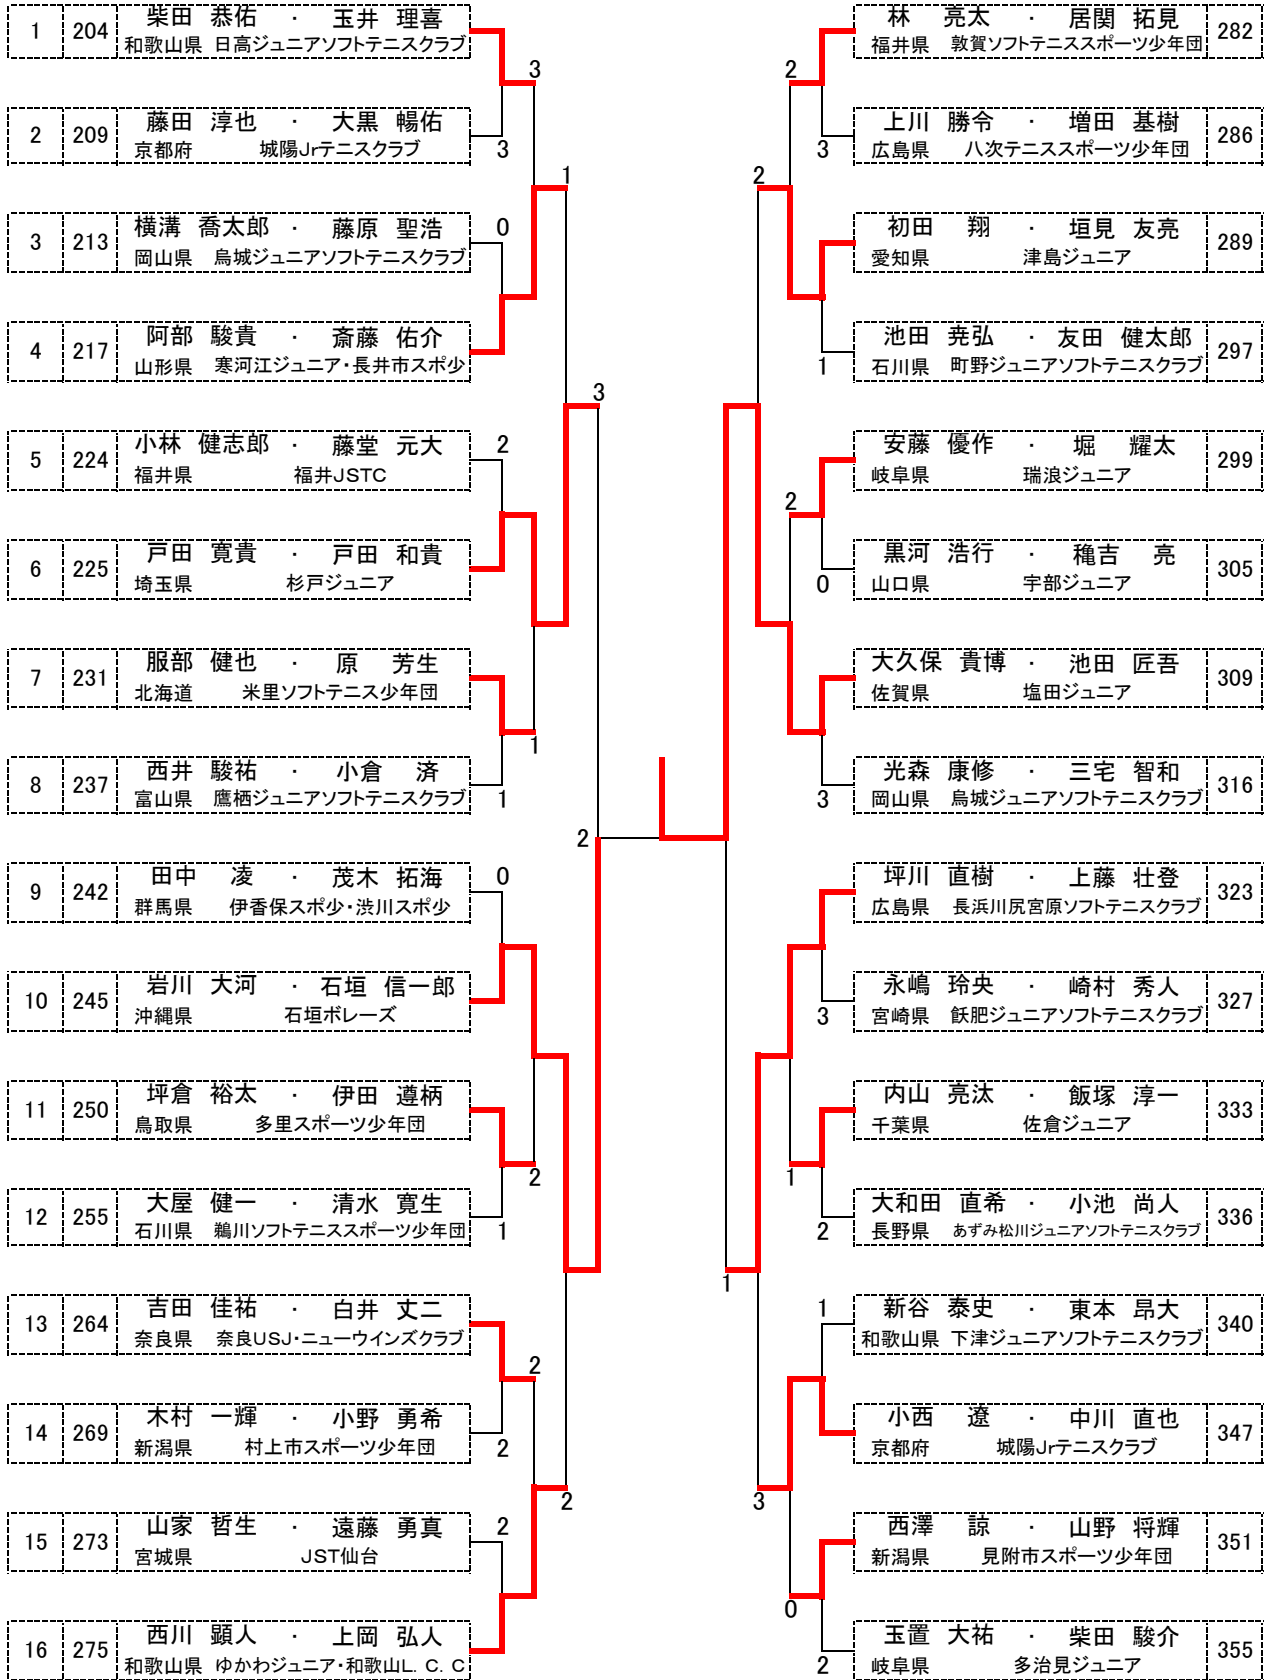 1 204 柴田 恭佑 ・ 玉井 理喜
和歌山県 日高ジュニアソフトテニスクラブ
3
2 209 藤田 淳也 ・ 大黒 暢佑
京都府 城陽Jrテニスクラブ
3
1
3 213 横溝 喬太郎 ・ 藤原 聖浩
岡山県 烏城ジュニアソフトテニスクラブ
0
4 217 阿部 駿貴 ・ 斎藤 佑介
山形県 寒河江ジュニア・長井市スポ少
3
5 224 小林 健志郎 ・ 藤堂 元大
福井県 福井JSTC
2
6 225 戸田 寛貴 ・ 戸田 和貴
埼玉県 杉戸ジュニア
7 231 服部 健也 ・ 原 芳生
北海道 米里ソフトテニス少年団
1
8 237 西井 駿祐 ・ 小倉 済
富山県 鷹栖ジュニアソフトテニスクラブ
1
2
9 242 田中 凌 ・ 茂木 拓海
群馬県 伊香保スポ少・渋川スポ少
0
10 245 岩川 大河 ・ 石垣 信一郎
沖縄県 石垣ボレーズ
11 250 坪倉 裕太 ・ 伊田 遵柄
鳥取県 多里スポーツ少年団
2
12 255 大屋 健一 ・ 清水 寛生
石川県 鵜川ソフトテニススポーツ少年団
1
13 264 吉田 佳祐 ・ 白井 丈二
奈良県 奈良USJ・ニューウインズクラブ
2
14 269 木村 一輝 ・ 小野 勇希
新潟県 村上市スポーツ少年団
2
2
15 273 山家 哲生 ・ 遠藤 勇真
宮城県 JST仙台
2
16 275 西川 顕人 ・ 上岡 弘人
和歌山県 ゆかわジュニア・和歌山L.C.C
林 亮太 ・ 居関 拓見 282
福井県 敦賀ソフトテニススポーツ少年団
2
上川 勝令 ・ 増田 基樹 286
広島県 八次テニススポーツ少年団
3
2
初田 翔 ・ 垣見 友亮 289
愛知県 津島ジュニア
池田 尭弘 ・ 友田 健太郎 297
石川県 町野ジュニアソフトテニスクラブ
1
安藤 優作 ・ 堀 耀太 299
岐阜県 瑞浪ジュニア
2
黒河 浩行 ・ 穐吉 亮 305
山口県 宇部ジュニア
0
大久保 貴博 ・ 池田 匠吾 309
佐賀県 塩田ジュニア
光森 康修 ・ 三宅 智和 316
岡山県 烏城ジュニアソフトテニスクラブ
3
坪川 直樹 ・ 上藤 壮登 323
広島県 長浜川尻宮原ソフトテニスクラブ
永嶋 玲央 ・ 崎村 秀人 327
宮崎県 飫肥ジュニアソフトテニスクラブ
3
内山 亮汰 ・ 飯塚 淳一 333
千葉県 佐倉ジュニア
1
大和田 直希 ・ 小池 尚人 336
長野県 あずみ松川ジュニアソフトテニスクラブ
2
1
新谷 泰史 ・ 東本 昂大 340
和歌山県 下津ジュニアソフトテニスクラブ
1
小西 遼 ・ 中川 直也 347
京都府 城陽Jrテニスクラブ
3
西澤 諒 ・ 山野 将輝 351
新潟県 見附市スポーツ少年団
0
玉置 大祐 ・ 柴田 駿介 355
岐阜県 多治見ジュニア
2